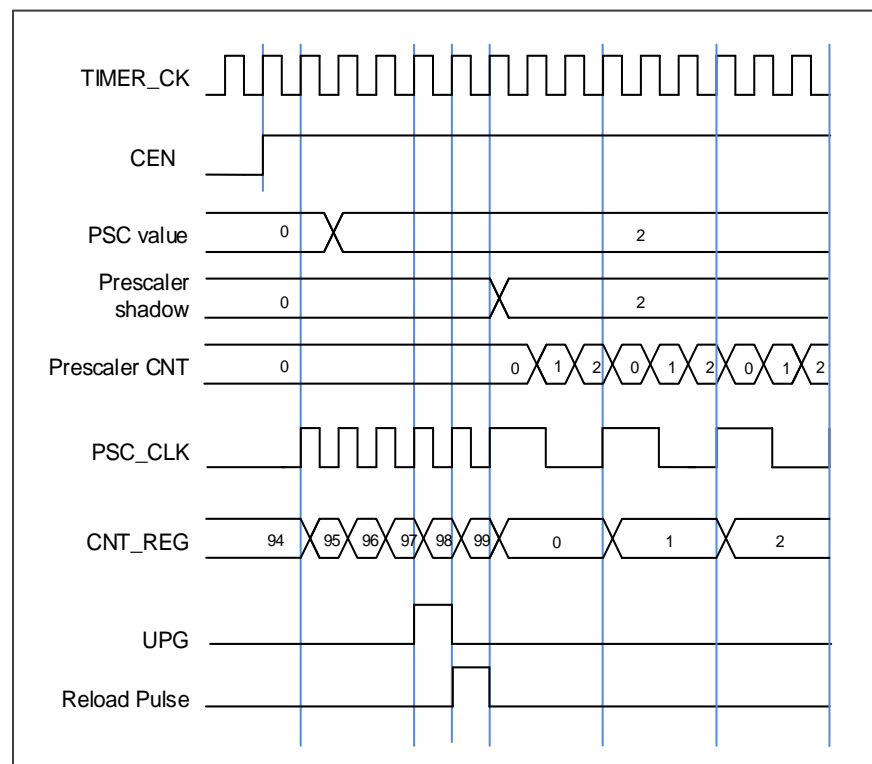 TIMER_CK
CEN
PSC value 0 2
Prescaler
shadow 0 2
Prescaler CNT 0 0 1 2 0 1 2 0 1 2
PSC_CLK
CNT_REG 94 95 96 97 98 99 0 1 2
UPG
Reload Pulse